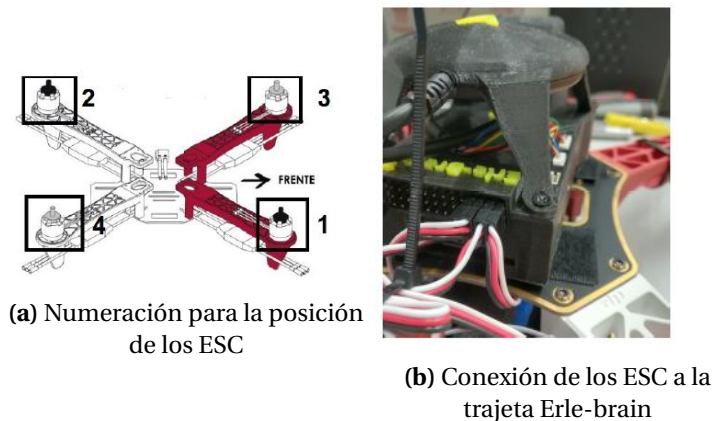 2
3
FRENTE
4
1
(a) Numeración para la posición
de los ESC
(b) Conexión de los ESC a la
trajeta Erle-brain